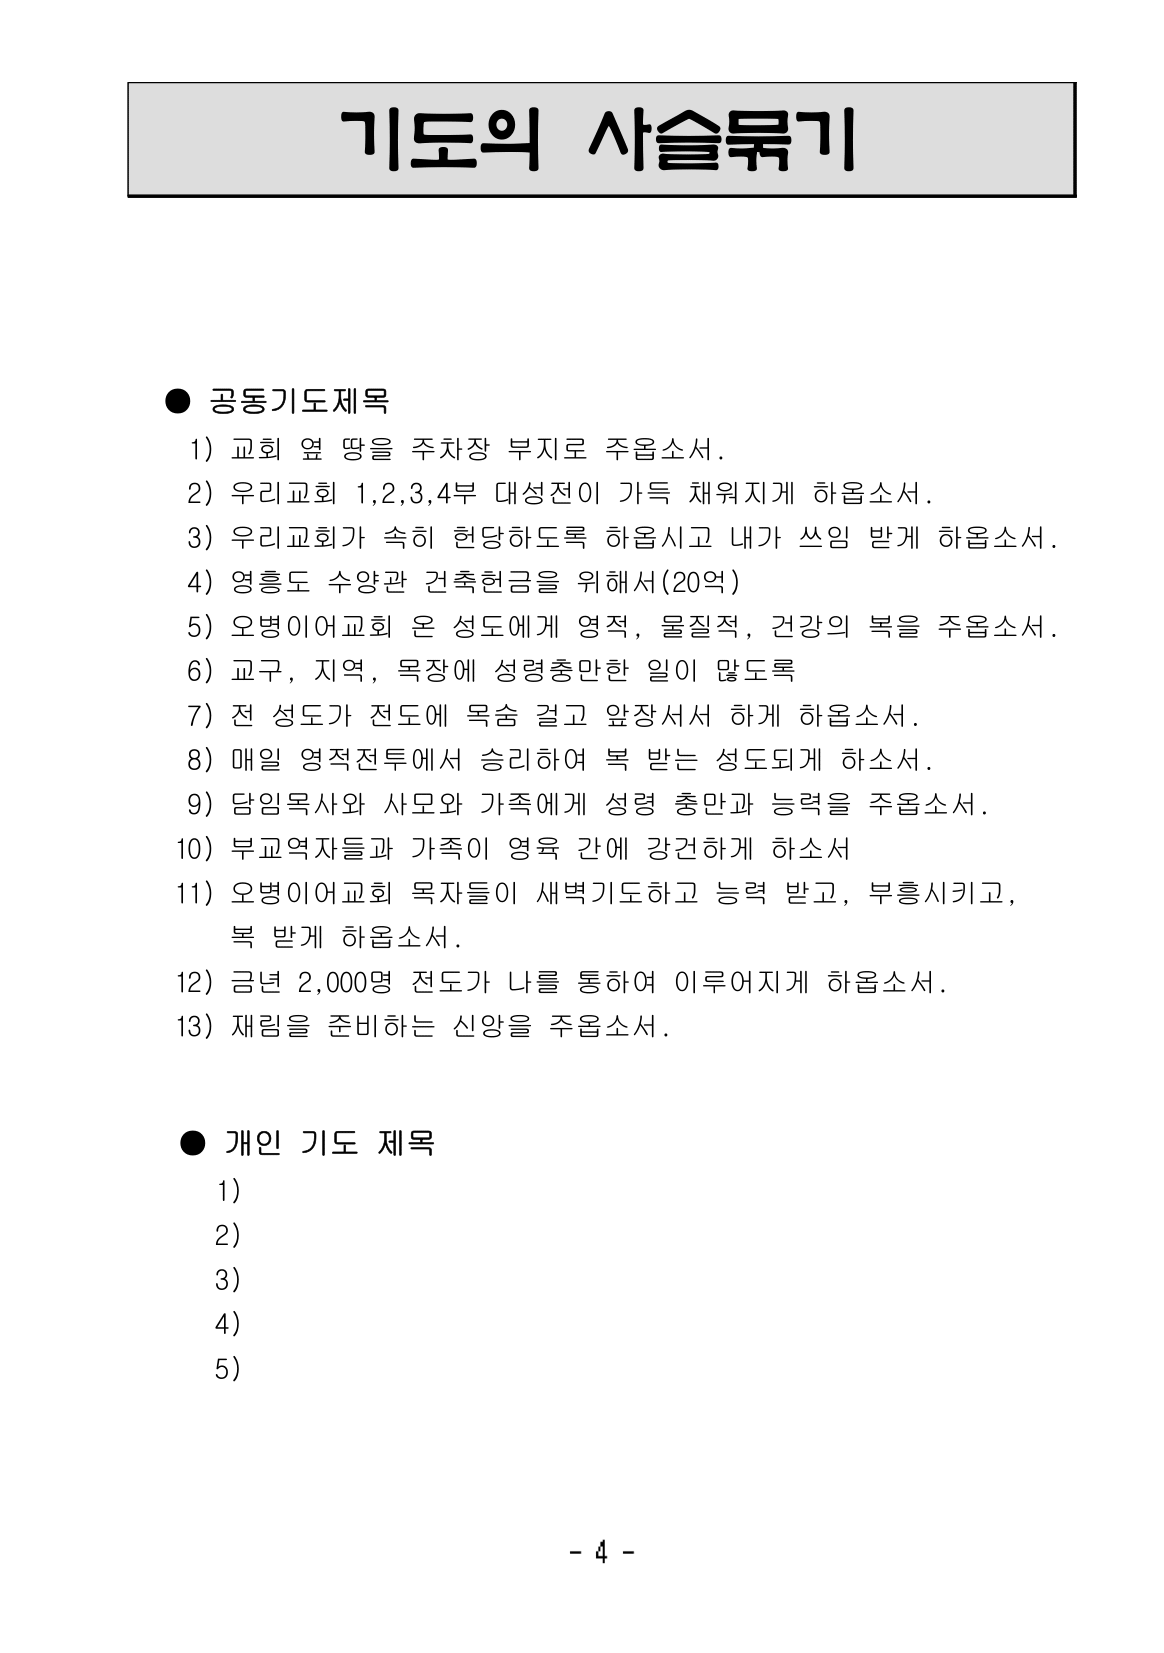 기도의 사슬묶기
● 공동기도제목
1) 교회 옆 땅을 주차장 부지로 주옵소서.
2) 우리교회 1,2,3,4부 대성전이 가득 채워지게 하옵소서.
3) 우리교회가 속히 헌당하도록 하옵시고 내가 쓰임 받게 하옵소서.
4) 영흥도 수양관 건축헌금을 위해서(20억)
5) 오병이어교회 온 성도에게 영적, 물질적, 건강의 복을 주옵소서.
6) 교구, 지역, 목장에 성령충만한 일이 많도록
7) 전 성도가 전도에 목숨 걸고 앞장서서 하게 하옵소서.
8) 매일 영적전투에서 승리하여 복 받는 성도되게 하소서.
9) 담임목사와 사모와 가족에게 성령 충만과 능력을 주옵소서.
10) 부교역자들과 가족이 영육 간에 강건하게 하소서
11) 오병이어교회 목자들이 새벽기도하고 능력 받고, 부흥시키고,
복 받게 하옵소서.
12) 금년 2,000명 전도가 나를 통하여 이루어지게 하옵소서.
13) 재림을 준비하는 신앙을 주옵소서.
● 개인 기도 제목
1)
2)
3)
4)
5)
- 4 -